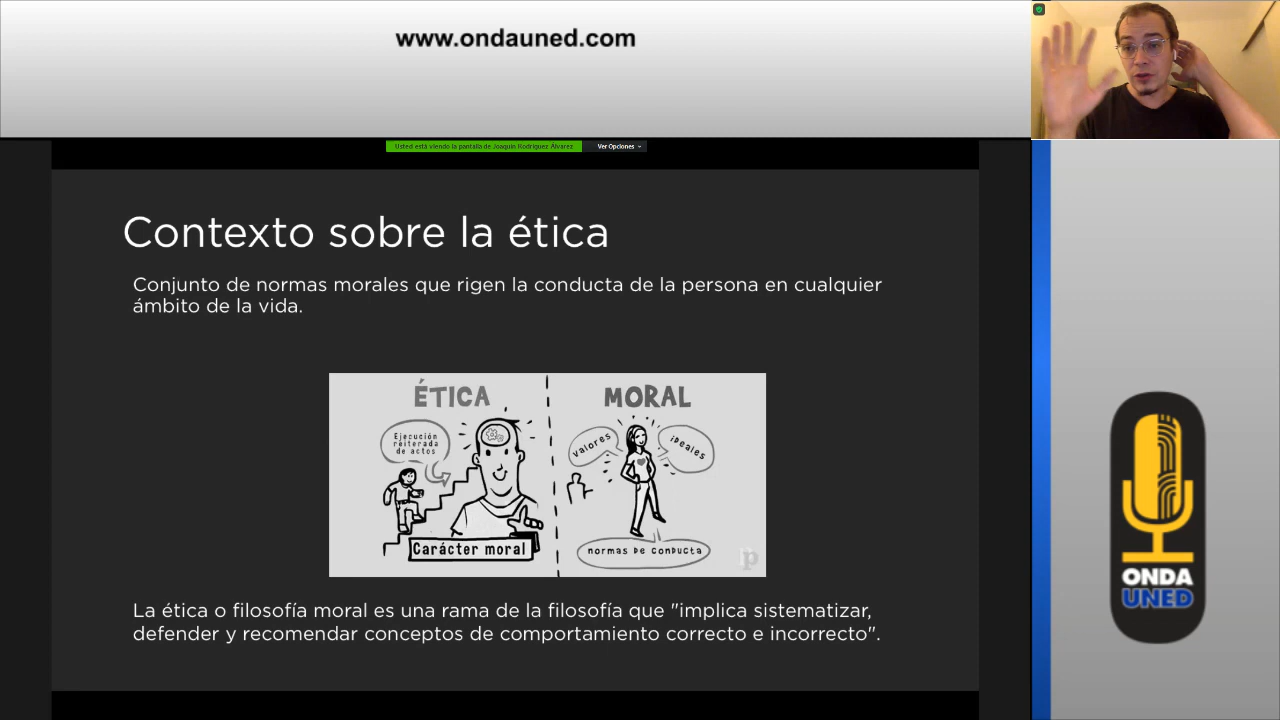 www.ondauned.com
Usted está viendo la pantalla de Joaquín Rodríguez Álvarez
Ver Opciones
Contexto sobre la ética
Conjunto de normas morales que rigen la conducta de la persona en cualquier
ámbito de la vida.
ÉTICA
MORAL
Ejecución
reiterada
de actos
valores
iDeales
Carácter moral
normas De conDucta
p
La ética o filosofía moral es una rama de la filosofía que "implica sistematizar,
defender y recomendar conceptos de comportamiento correcto e incorrecto".
ONDA
UNED